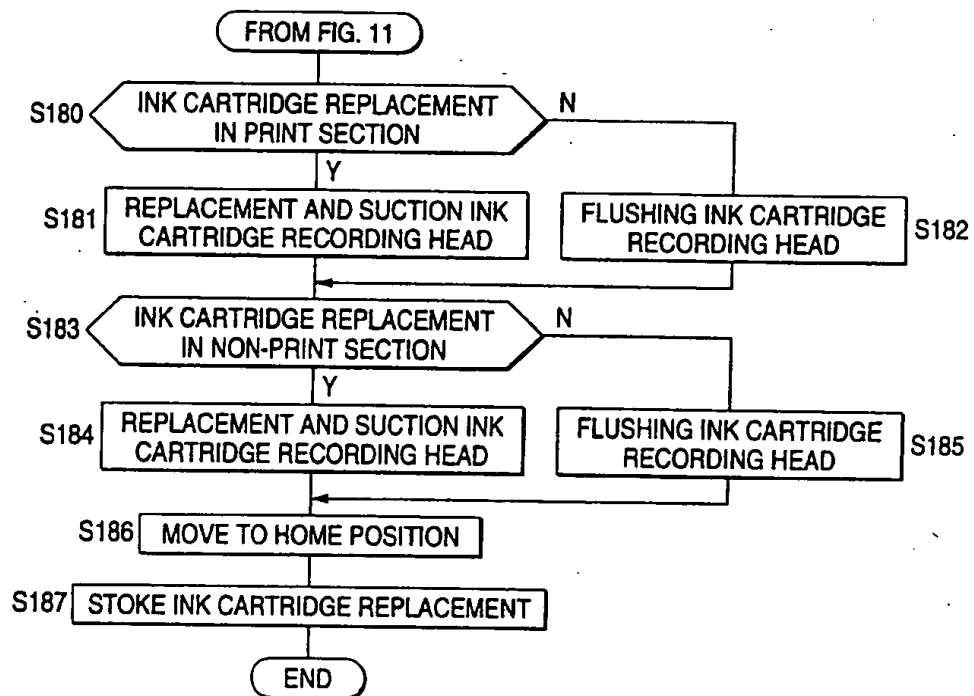 FROM FIG. 11
S180
INK CARTRIDGE REPLACEMENT
IN PRINT SECTION
N
Y
S181
REPLACEMENT AND SUCTION INK
CARTRIDGE RECORDING HEAD
FLUSHING INK CARTRIDGE
RECORDING HEAD
S182
S183
INK CARTRIDGE REPLACEMENT
IN NON-PRINT SECTION
N
Y
S184
REPLACEMENT AND SUCTION INK
CARTRIDGE RECORDING HEAD
FLUSHING INK CARTRIDGE
RECORDING HEAD
S185
S186
MOVE TO HOME POSITION
S187
STOKE INK CARTRIDGE REPLACEMENT
END